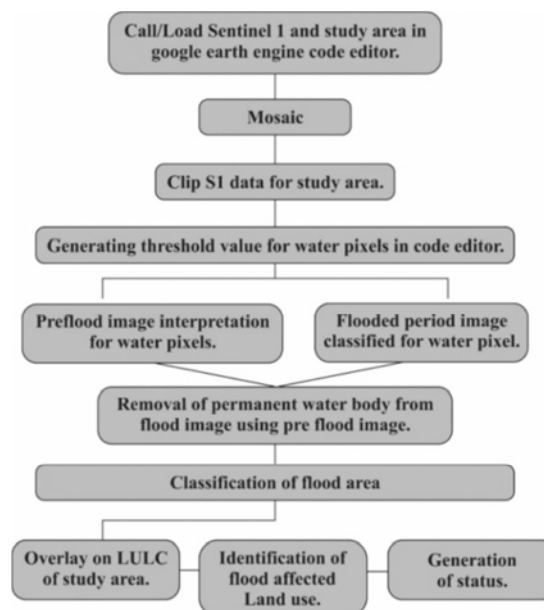 Call/Load Sentinel 1 and study area in
google earth engine code editor.
Mosaic
Clip S1 data for study area.
Generating threshold value for water pixels in code editor.
Preflood image interpretation
for water pixels.
Flooded period image
classified for water pixel.
Removal of permanent water body from
flood image using pre flood image.
Classification of flood area
Overlay on LULC
of study area.
Identification of
flood affected
Land use.
Generation
of status.